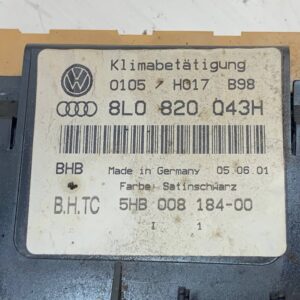 Klimabetätigung
0105 H017 B98
8L0 820 043H
BHB Made in Germany 05.06.01
Farbe Satinschwarz
B.H.TC 5HB 008 184-00
I 1